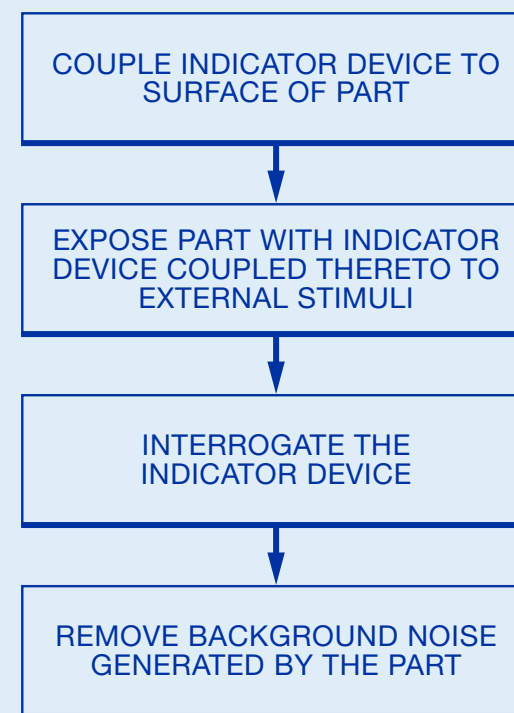 COUPLE INDICATOR DEVICE TO
SURFACE OF PART
EXPOSE PART WITH INDICATOR
DEVICE COUPLED THERETO TO
EXTERNAL STIMULI
INTERROGATE THE
INDICATOR DEVICE
REMOVE BACKGROUND NOISE
GENERATED BY THE PART